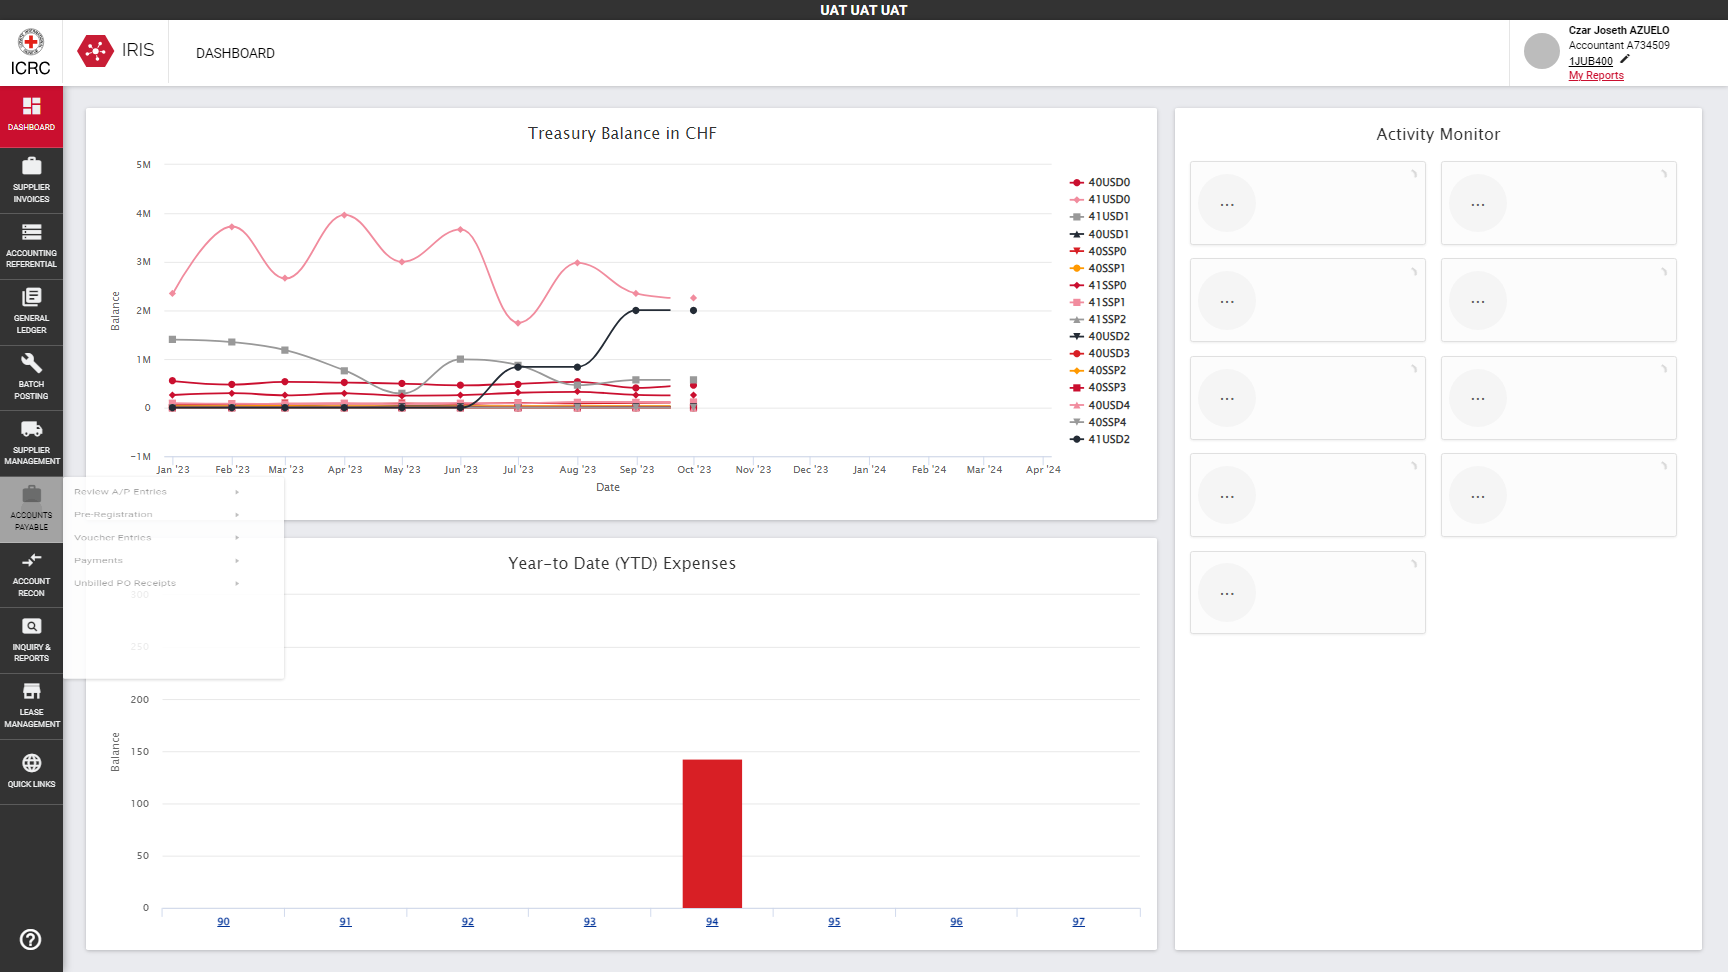 UAT UAT UAT
ICRC
IRIS
DASHBOARD
Czar Joseth AZUELO
Accountant A734509
1JUB400
My Reports
DASHBOARD
SUPPLIER
INVOICES
ACCOUNTING
REFERENTIAL
GENERAL
LEDGER
BATCH
POSTING
SUPPLIER
MANAGEMENT
ACCOUNTS
PAYABLE
ACCOUNT
RECON
INQUIRY &
REPORTS
LEASE
MANAGEMENT
QUICK LINKS
Review A/P Entries
Pre-Registration
Voucher Entries
Payments
Unbilled PO Receipts
Treasury Balance in CHF
Balance
5M
4M
3M
2M
1M
0
-1M
Jan '23 Feb '23 Mar '23 Apr '23 May '23 Jun '23 Jul '23 Aug '23 Sep '23 Oct '23 Nov '23 Dec '23 Jan '24 Feb '24 Mar '24 Apr '24
Date
40USD0
41USD0
41USD1
40USD1
40SSP0
40SSP1
41SSP0
41SSP1
41SSP2
40USD2
40USD3
40SSP2
40SSP3
40USD4
40SSP4
41USD2
Year-to Date (YTD) Expenses
Balance
300
250
200
150
100
50
0
90 91 92 93 94 95 96 97
Activity Monitor
... ...
... ...
... ...
... ...
...